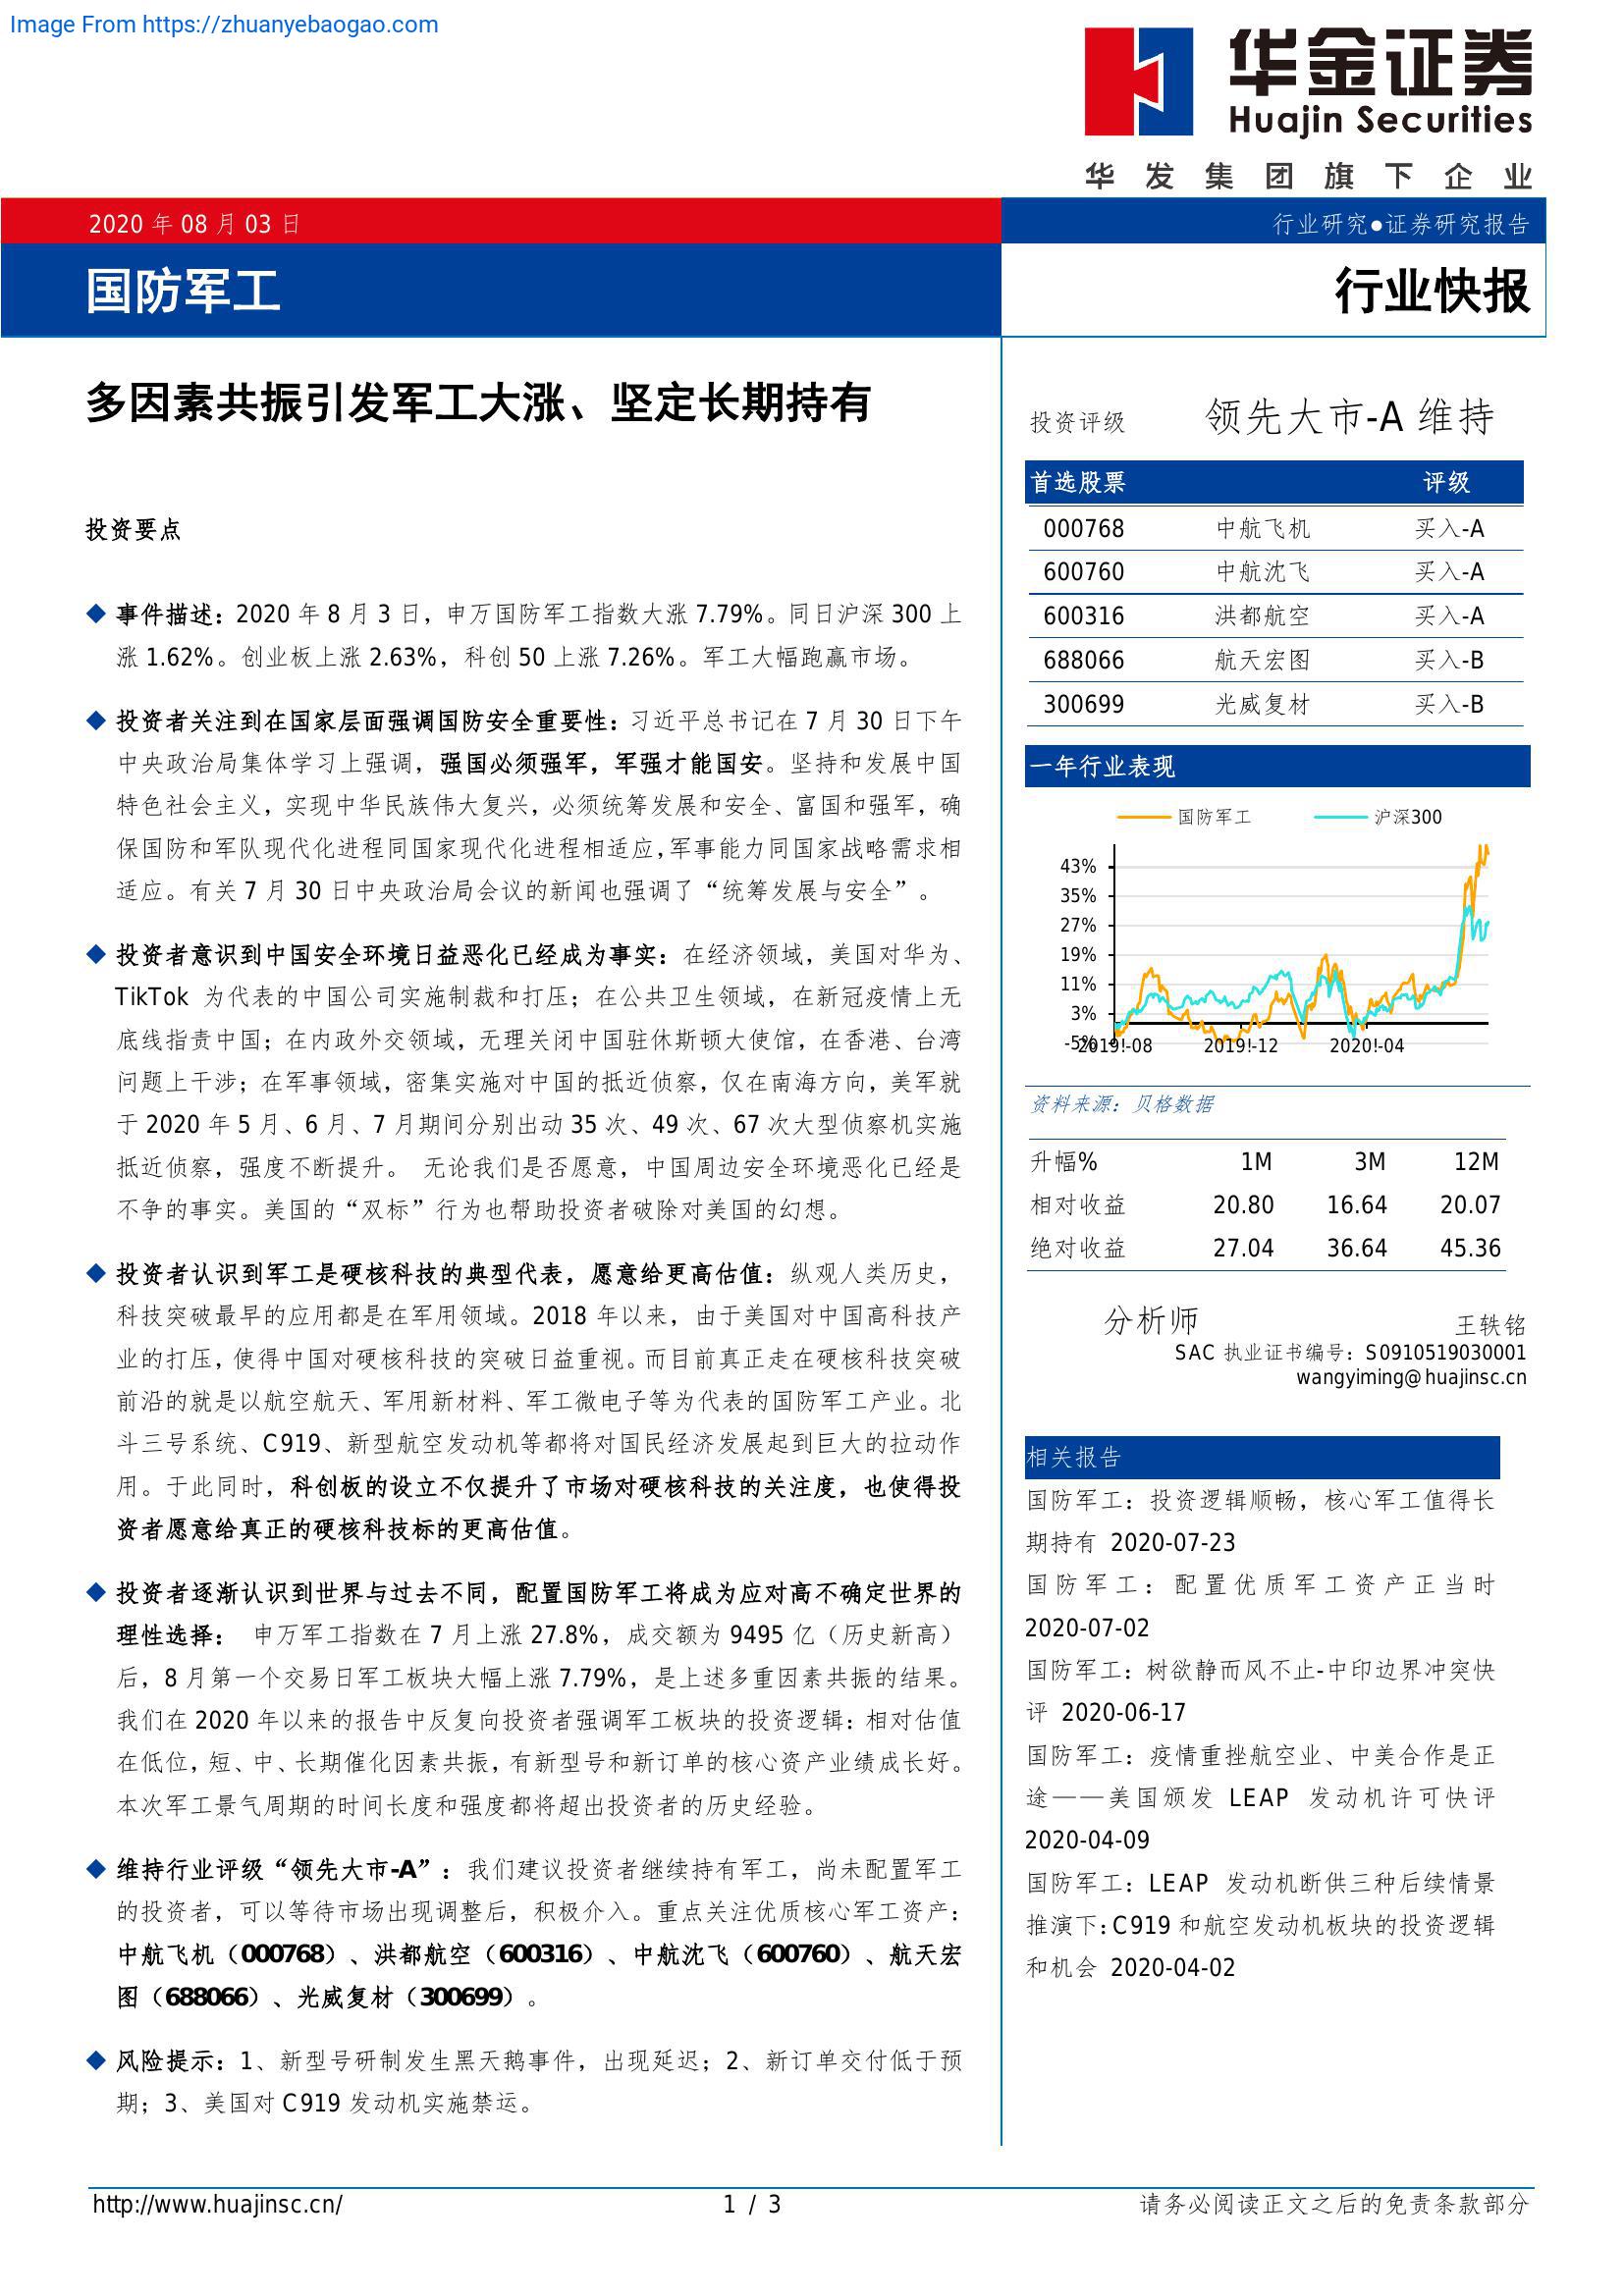 Image From https://zhuanyebaogao.com
华金证券
Huajin Securities
华发集团旗下企业
2020 年 08 月 03 日
行业研究●证券研究报告
国防军工
行业快报
多因素共振引发军工大涨、坚定长期持有
投资要点
◆ 事件描述：2020 年 8 月 3 日，申万国防军工指数大涨 7.79%。同日沪深 300 上
涨 1.62%。创业板上涨 2.63%，科创 50 上涨 7.26%。军工大幅跑赢市场。
◆ 投资者关注到在国家层面强调国防安全重要性：习近平总书记在 7 月 30 日下午
中央政治局集体学习上强调，强国必须强军，军强才能国安。坚持和发展中国
特色社会主义，实现中华民族伟大复兴，必须统筹发展和安全、富国和强军，确
保国防和军队现代化进程同国家现代化进程相适应，军事能力同国家战略需求相
适应。有关 7 月 30 日中央政治局会议的新闻也强调了“统筹发展与安全”。
◆ 投资者意识到中国安全环境日益恶化已经成为事实：在经济领域，美国对华为、
TikTok 为代表的中国公司实施制裁和打压；在公共卫生领域，在新冠疫情上无
底线指责中国；在内政外交领域，无理关闭中国驻休斯顿大使馆，在香港、台湾
问题上干涉；在军事领域，密集实施对中国的抵近侦察，仅在南海方向，美军就
于 2020 年 5 月、6 月、7 月期间分别出动 35 次、49 次、67 次大型侦察机实施
抵近侦察，强度不断提升。 无论我们是否愿意，中国周边安全环境恶化已经是
不争的事实。美国的“双标”行为也帮助投资者破除对美国的幻想。
◆ 投资者认识到军工是硬核科技的典型代表，愿意给更高估值：纵观人类历史，
科技突破最早的应用都是在军用领域。2018 年以来，由于美国对中国高科技产
业的打压，使得中国对硬核科技的突破日益重视。而目前真正走在硬核科技突破
前沿的就是以航空航天、军用新材料、军工微电子等为代表的国防军工产业。北
斗三号系统、C919、新型航空发动机等都将对国民经济发展起到巨大的拉动作
用。于此同时，科创板的设立不仅提升了市场对硬核科技的关注度，也使得投
资者愿意给真正的硬核科技标的更高估值。
◆ 投资者逐渐认识到世界与过去不同，配置国防军工将成为应对高不确定世界的
理性选择： 申万军工指数在 7 月上涨 27.8%，成交额为 9495 亿（历史新高）
后，8 月第一个交易日军工板块大幅上涨 7.79%，是上述多重因素共振的结果。
我们在 2020 年以来的报告中反复向投资者强调军工板块的投资逻辑：相对估值
在低位，短、中、长期催化因素共振，有新型号和新订单的核心资产业绩成长好。
本次军工景气周期的时间长度和强度都将超出投资者的历史经验。
◆ 维持行业评级“领先大市-A”：我们建议投资者继续持有军工，尚未配置军工
的投资者，可以等待市场出现调整后，积极介入。重点关注优质核心军工资产：
中航飞机（000768）、洪都航空（600316）、中航沈飞（600760）、航天宏
图（688066）、光威复材（300699）。
◆ 风险提示：1、新型号研制发生黑天鹅事件，出现延迟；2、新订单交付低于预
期；3、美国对 C919 发动机实施禁运。
投资评级 领先大市-A 维持
首选股票 评级
000768 中航飞机 买入-A
600760 中航沈飞 买入-A
600316 洪都航空 买入-A
688066 航天宏图 买入-B
300699 光威复材 买入-B
一年行业表现
国防军工 沪深300
43%
35%
27%
19%
11%
3%
-5%
2019!-08 2019!-12 2020!-04
资料来源：贝格数据
升幅% 1M 3M 12M
相对收益 20.80 16.64 20.07
绝对收益 27.04 36.64 45.36
分析师 王轶铭
SAC 执业证书编号：S0910519030001
wangyiming@huajinsc.cn
相关报告
国防军工：投资逻辑顺畅，核心军工值得长
期持有 2020-07-23
国防军工：配置优质军工资产正当时
2020-07-02
国防军工：树欲静而风不止-中印边界冲突快
评 2020-06-17
国防军工：疫情重挫航空业、中美合作是正
途——美国颁发 LEAP 发动机许可快评
2020-04-09
国防军工：LEAP 发动机断供三种后续情景
推演下：C919 和航空发动机板块的投资逻辑
和机会 2020-04-02
http://www.huajinsc.cn/ 1 / 3 请务必阅读正文之后的免责条款部分